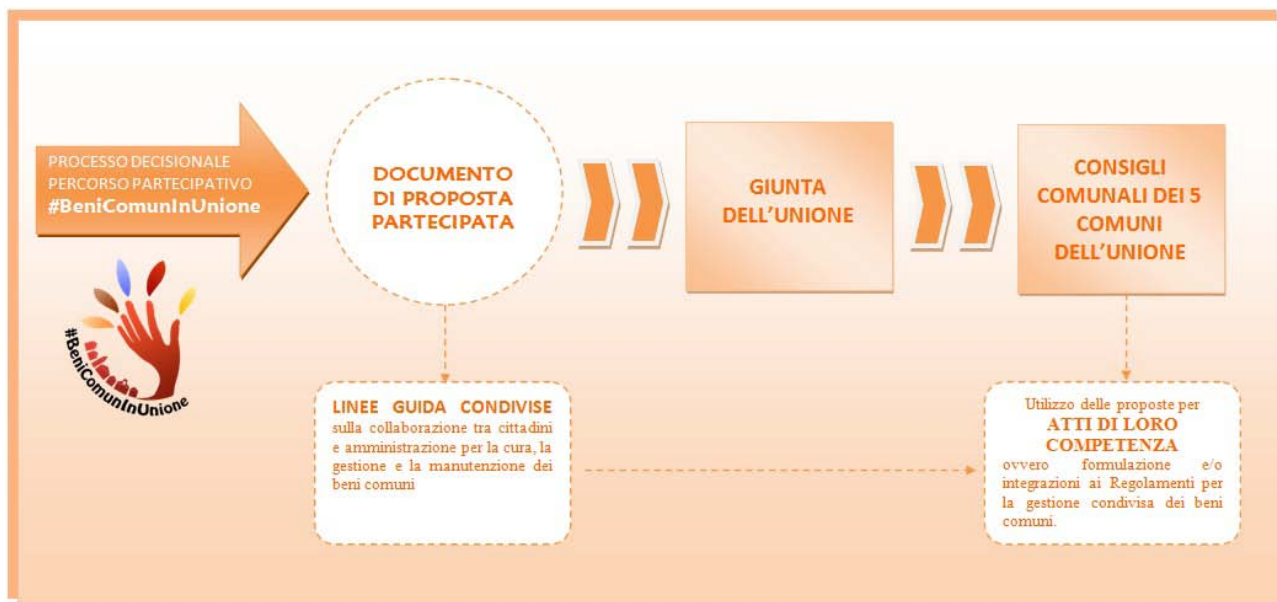 PROCESSO DECISIONALE
PERCORSO PARTECIPATIVO
#BeniComunInUnione
#BeniComunInUnione
DOCUMENTO
DI PROPOSTA
PARTECIPATA
GIUNTA
DELL'UNIONE
CONSIGLI
COMUNALI DEI 5
COMUNI
DELL'UNIONE
LINEE GUIDA CONDIVISE
sulla collaborazione tra cittadini
e amministrazione per la cura, la
gestione e la manutenzione dei
beni comuni
Utilizzo delle proposte per
ATTI DI LORO
COMPETENZA
ovvero formulazione e/o
integrazioni ai Regolamenti per
la gestione condivisa dei beni
comuni.